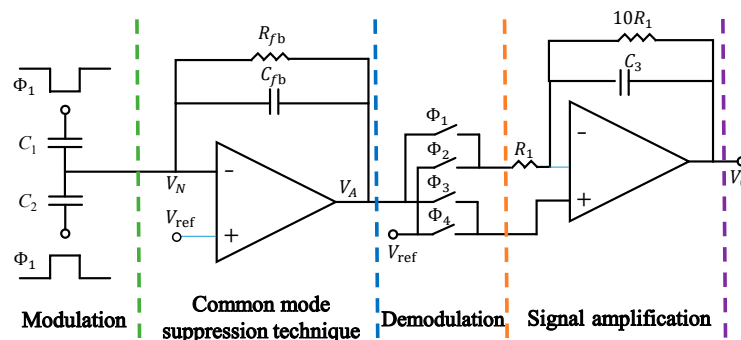 Φ1
C1
C2
Φ1
Rfb
Cfb
VN
-
Vref
+
VA
Φ1
Φ2
Φ3
Φ4
Vref
10R1
C3
R1
-
+
Modulation
Common mode
suppression technique
Demodulation
Signal amplification